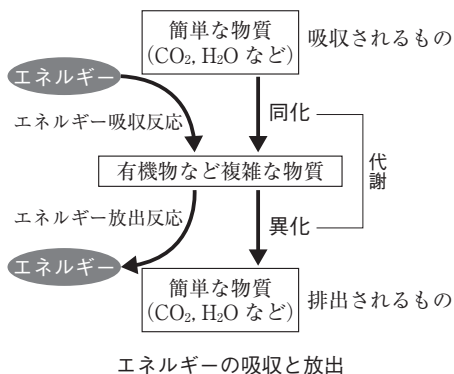 簡単な物質
(CO₂, H₂O など)
吸収されるもの
エネルギー
同化
エネルギー吸収反応
代謝
有機物など複雑な物質
エネルギー放出反応
異化
エネルギー
簡単な物質
(CO₂, H₂O など)
排出されるもの
エネルギーの吸収と放出